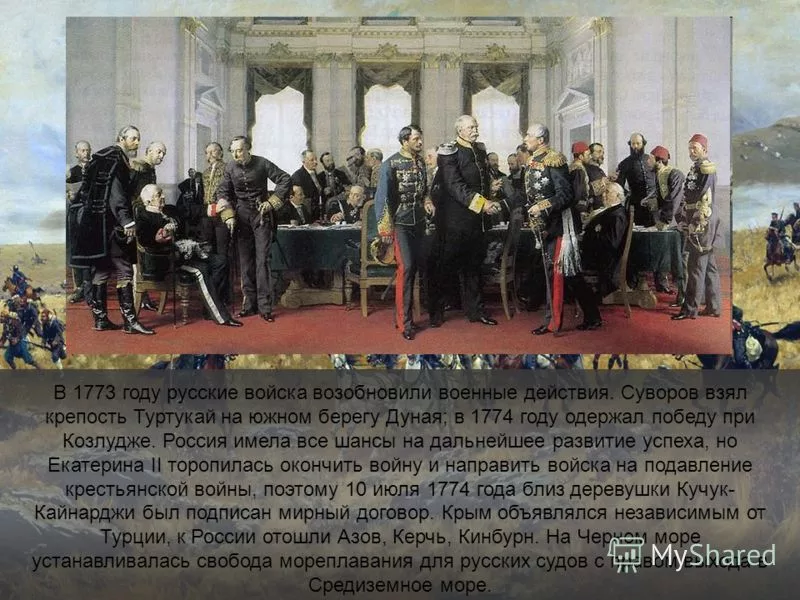 В 1773 году русские войска возобновили военные действия. Суворов взял
крепость Туртукай на южном берегу Дуная; в 1774 году одержал победу при
Козлудже. Россия имела все шансы на дальнейшее развитие успеха, но
Екатерина II торопилась окончить войну и направить войска на подавление
крестьянской войны, поэтому 10 июля 1774 года близ деревушки Кучук-
Кайнарджи был подписан мирный договор. Крым объявлялся независимым от
Турции, к России отошли Азов, Керчь, Кинбурн. На Черном море
устанавливалась свобода мореплавания для русских судов с правом выхода в
Средиземное море.
MyShared